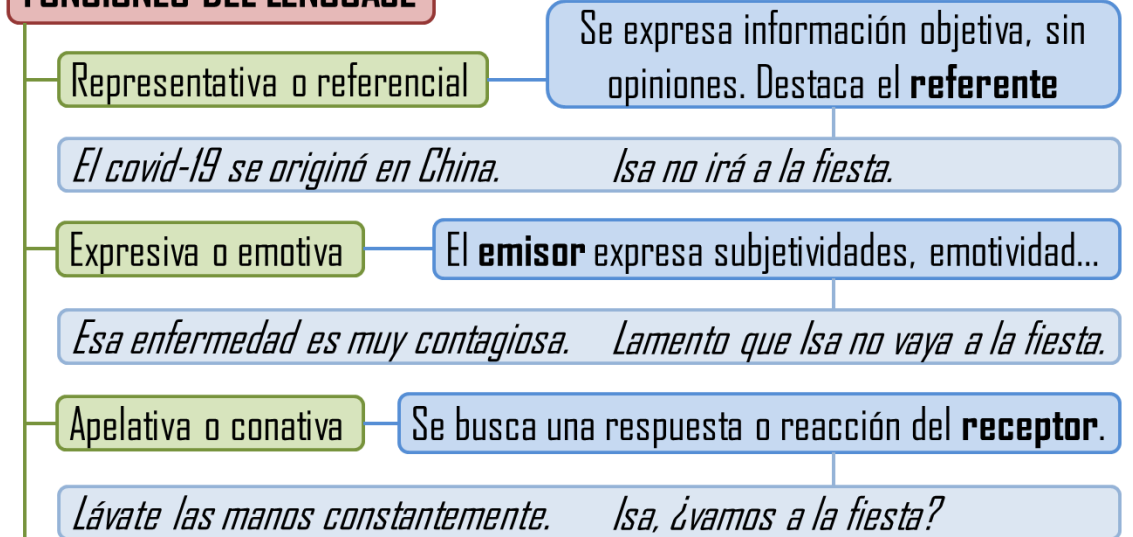 FUNCIONES DEL LENGUAJE
Representativa o referencial
Se expresa información objetiva, sin
opiniones. Destaca el referente
El covid-19 se originó en China. Isa no irá a la fiesta.
Expresiva o emotiva
El emisor expresa subjetividades, emotividad...
Esa enfermedad es muy contagiosa. Lamento que Isa no vaya a la fiesta.
Apelativa o conativa
Se busca una respuesta o reacción del receptor.
Lávate las manos constantemente. Isa, ¿vamos a la fiesta?